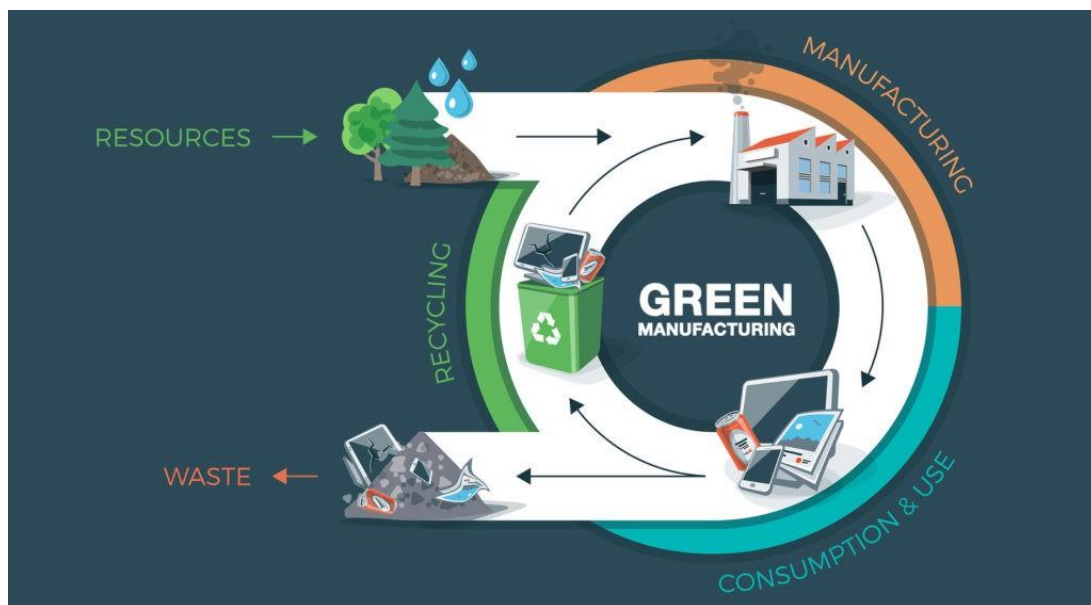 MANUFACTURING
RESOURCES
RECYCLING
GREEN
MANUFACTURING
WASTE
CONSUMPTION & USE